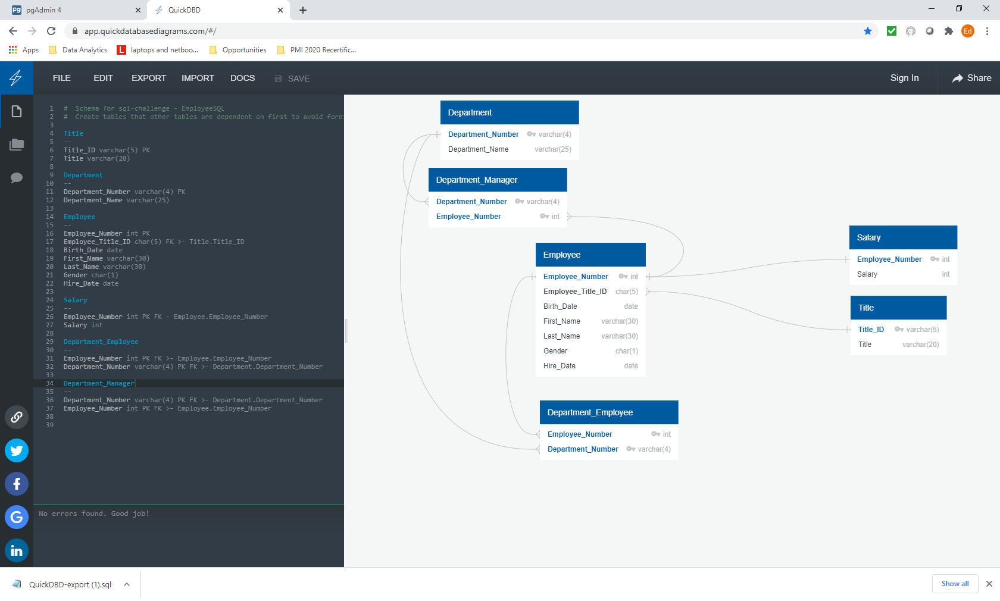 pgAdmin 4
QuickDBD
app.quickdatabasediagrams.com/#/
Ed
Apps
Data Analytics
L laptops and netboo...
Opportunities
PMI 2020 Recertific...
FILE EDIT EXPORT IMPORT DOCS SAVE
Sign In
Share
1 # Schema for sql-challenge - EmployeeSQL
2 # Create tables that other tables are dependent on first to avoid forei
3
4 Title
5 --
6 Title_ID varchar(5) PK
7 Title varchar(20)
8
9 Department
10 --
11 Department_Number varchar(4) PK
12 Department_Name varchar(25)
13
14 Employee
15 --
16 Employee_Number int PK
17 Employee_Title_ID char(5) FK >- Title.Title_ID
18 Birth_Date date
19 First_Name varchar(30)
20 Last_Name varchar(30)
21 Gender char(1)
22 Hire_Date date
23
24 Salary
25 --
26 Employee_Number int PK FK - Employee.Employee_Number
27 Salary int
28
29 Department_Employee
30 --
31 Employee_Number int PK FK >- Employee.Employee_Number
32 Department_Number varchar(4) PK FK >- Department.Department_Number
33
34 Department_Manager
35 --
36 Department_Number varchar(4) PK FK >- Department.Department_Number
37 Employee_Number int PK FK >- Employee.Employee_Number
38
39
No errors found. Good job!
Department
Department_Number varchar(4)
Department_Name varchar(25)
Department_Manager
Department_Number varchar(4)
Employee_Number int
Employee
Employee_Number int
Employee_Title_ID char(5)
Birth_Date date
First_Name varchar(30)
Last_Name varchar(30)
Gender char(1)
Hire_Date date
Salary
Employee_Number int
Salary int
Title
Title_ID varchar(5)
Title varchar(20)
Department_Employee
Employee_Number int
Department_Number varchar(4)
QuickDBD-export (1).sql
Show all